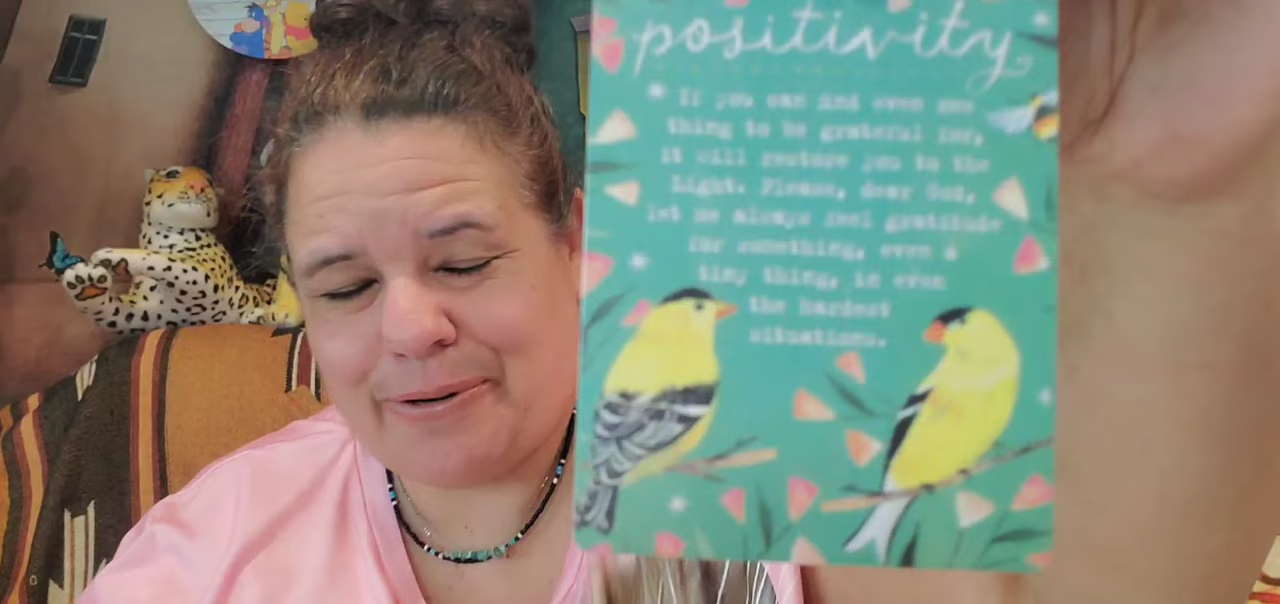 positivity
If you can find even one
thing to be grateful for,
it will restore you to the
Light. Please, dear God,
let me always feel gratitude
for something, even a
tiny thing, in even
the hardest
situations.